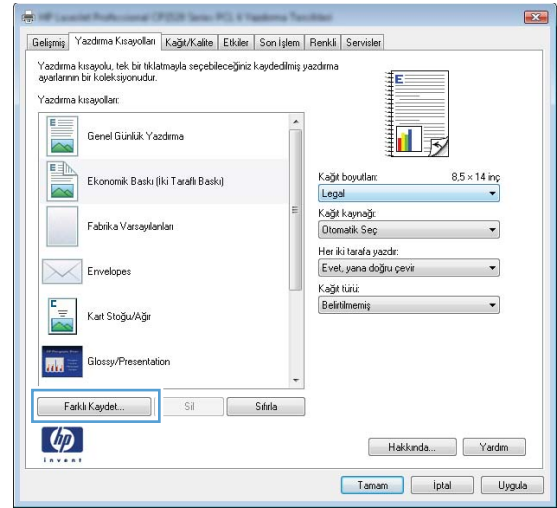 Gelişmiş Yazdırma Kısayolları Kağıt/Kalite Etkiler Son İşlem Renkli Servisler
Yazdırma kısayolu, tek bir tıklatmayla seçebileceğiniz kaydedilmiş yazdırma
ayarlarının bir koleksiyonudur.
Yazdırma kısayolları:
Genel Günlük Yazdırma
Ekonomik Baskı (İki Taraflı Baskı)
Fabrika Varsayılanları
Envelopes
Kart Stoğu/Ağır
Glossy/Presentation
Farklı Kaydet... Sil Sıfırla
E
Kağıt boyutları: 8,5 × 14 inç
Legal
Kağıt kaynağı:
Otomatik Seç
Her iki tarafa yazdır:
Evet, yana doğru çevir
Kağıt türü:
Belirtilmemiş
hp
invent
Hakkında... Yardım
Tamam İptal Uygula